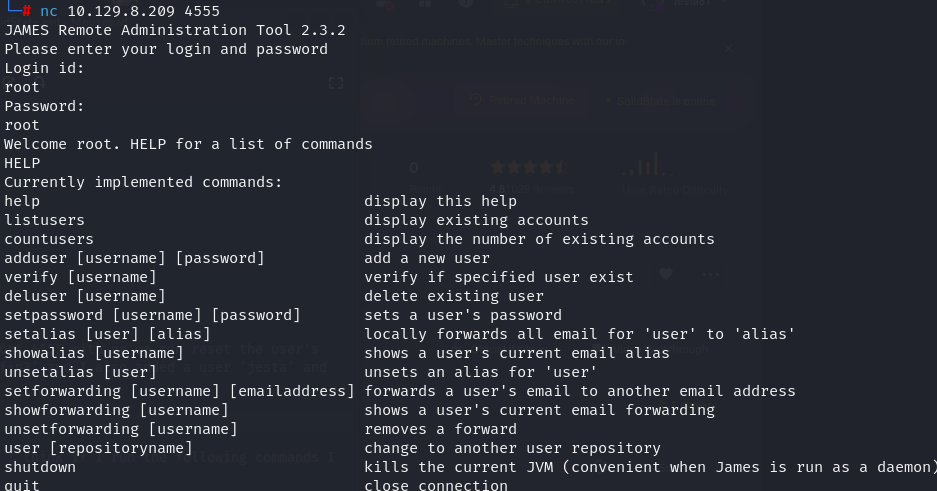 └─# nc 10.129.8.209 4555
JAMES Remote Administration Tool 2.3.2
Please enter your login and password
Login id:
root
Password:
root
Welcome root. HELP for a list of commands
HELP
Currently implemented commands:
help display this help
listusers display existing accounts
countusers display the number of existing accounts
adduser [username] [password] add a new user
verify [username] verify if specified user exist
deluser [username] delete existing user
setpassword [username] [password] sets a user's password
setalias [user] [alias] locally forwards all email for 'user' to 'alias'
showalias [username] shows a user's current email alias
unsetalias [user] unsets an alias for 'user'
setforwarding [username] [emailaddress] forwards a user's email to another email address
showforwarding [username] shows a user's current email forwarding
unsetforwarding [username] removes a forward
user [repositoryname] change to another user repository
shutdown kills the current JVM (convenient when James is run as a daemon)
quit close connection